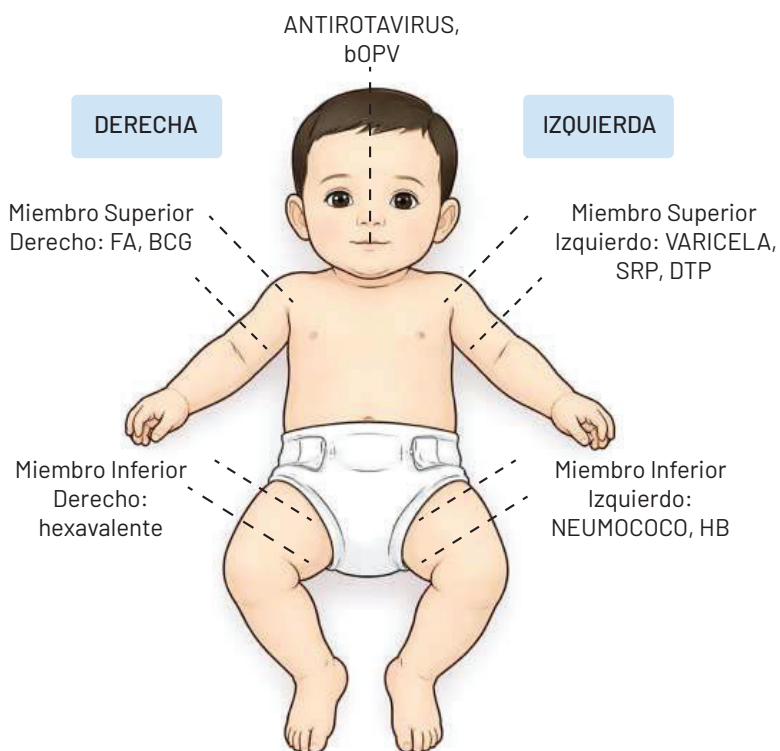 ANTIROTAVIRUS,
bOPV
DERECHA
IZQUIERDA
Miembro Superior
Derecho: FA, BCG
Miembro Superior
Izquierdo: VARICELA,
SRP, DTP
Miembro Inferior
Derecho:
hexavalente
Miembro Inferior
Izquierdo:
NEUMOCOCO, HB